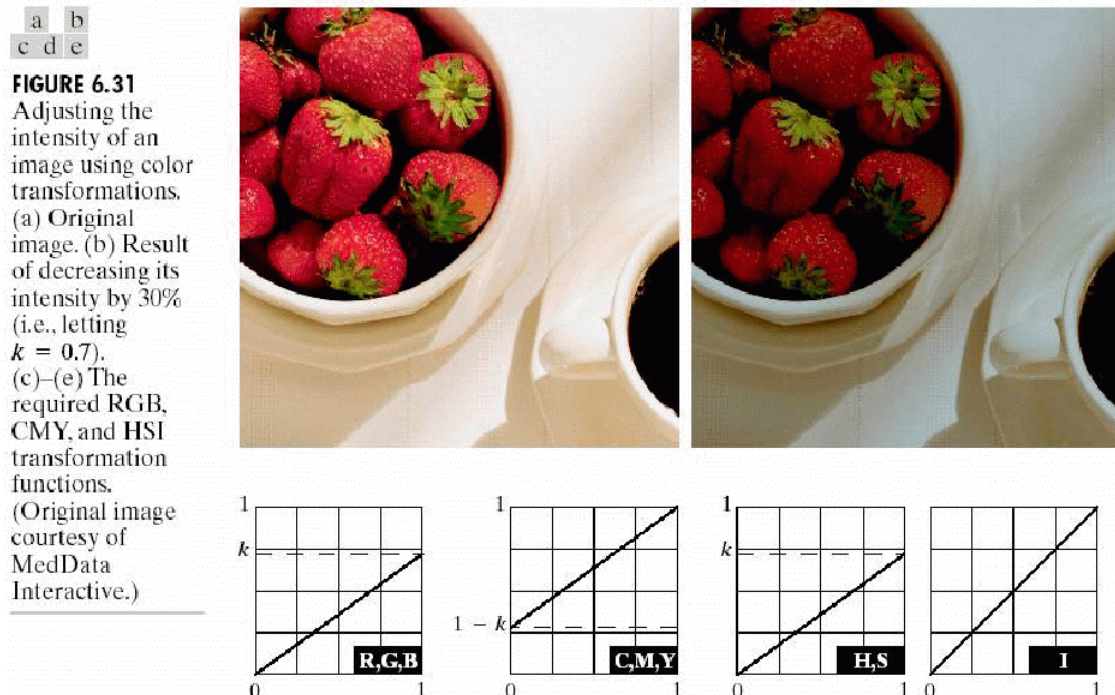 a b
c d e
FIGURE 6.31
Adjusting the
intensity of an
image using color
transformations.
(a) Original
image. (b) Result
of decreasing its
intensity by 30%
(i.e., letting
k = 0.7).
(c)–(e) The
required RGB,
CMY, and HSI
transformation
functions.
(Original image
courtesy of
MedData
Interactive.)
1
k
R,G,B
0 1
1
1 − k
C,M,Y
0 1
1
k
H,S
0 1
I
0 1